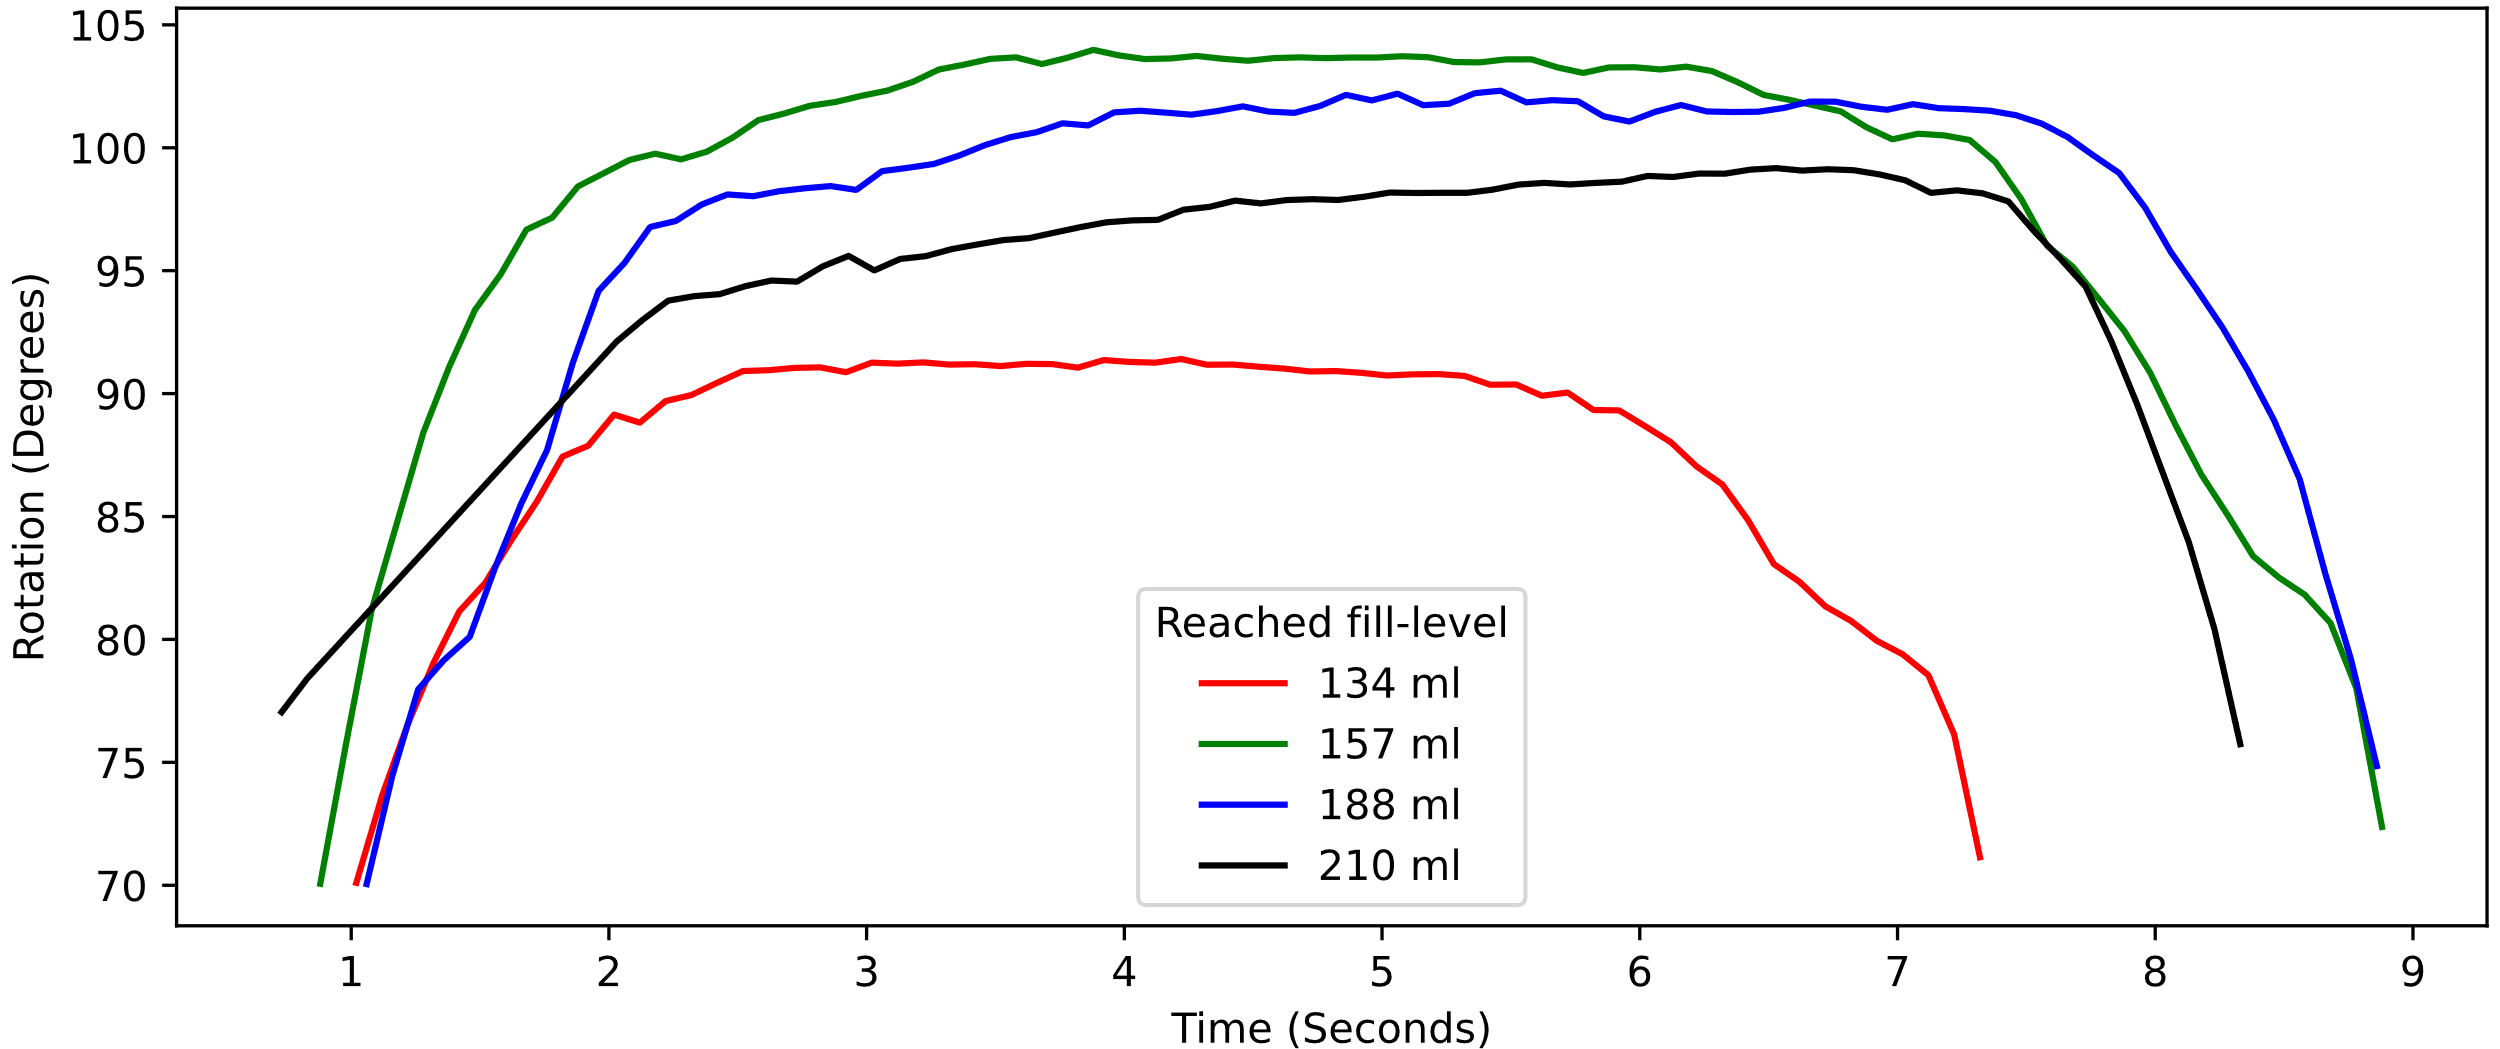 105
100
95
90
85
80
75
70
Rotation (Degrees)
Reached fill-level
134 ml
157 ml
188 ml
210 ml
1 2 3 4 5 6 7 8 9
Time (Seconds)